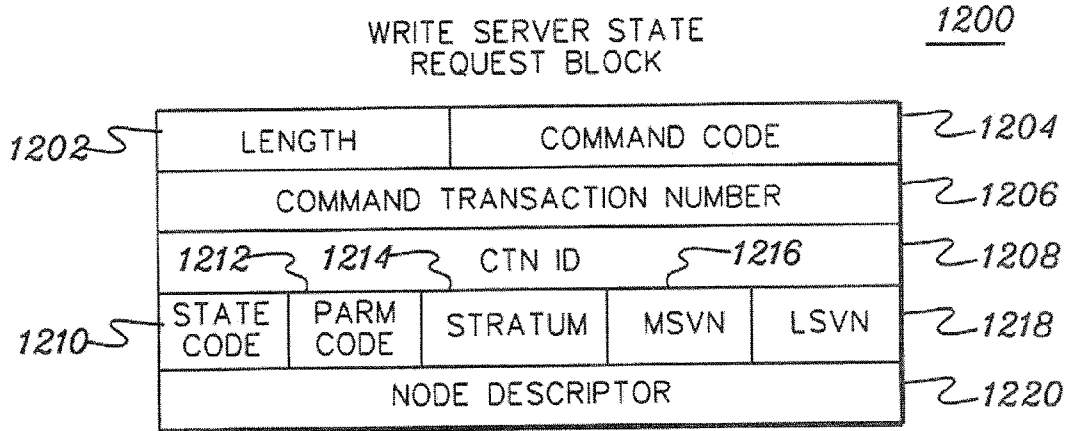 WRITE SERVER STATE
REQUEST BLOCK
1200
1202 LENGTH COMMAND CODE 1204
COMMAND TRANSACTION NUMBER 1206
1212 1214 CTN ID 1216 1208
1210 STATE CODE PARM CODE STRATUM MSVN LSVN 1218
NODE DESCRIPTOR 1220